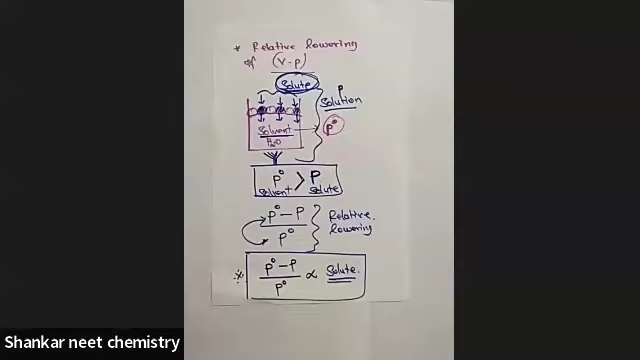 * Relative lowering
of (V.P)
Solute
P
Solution
Solvent
H₂O
P°
P° > P
Solvent Solute
P° - P
P°
Relative
lowering
* P° - P
P° ∝ Solute.
Shankar neet chemistry